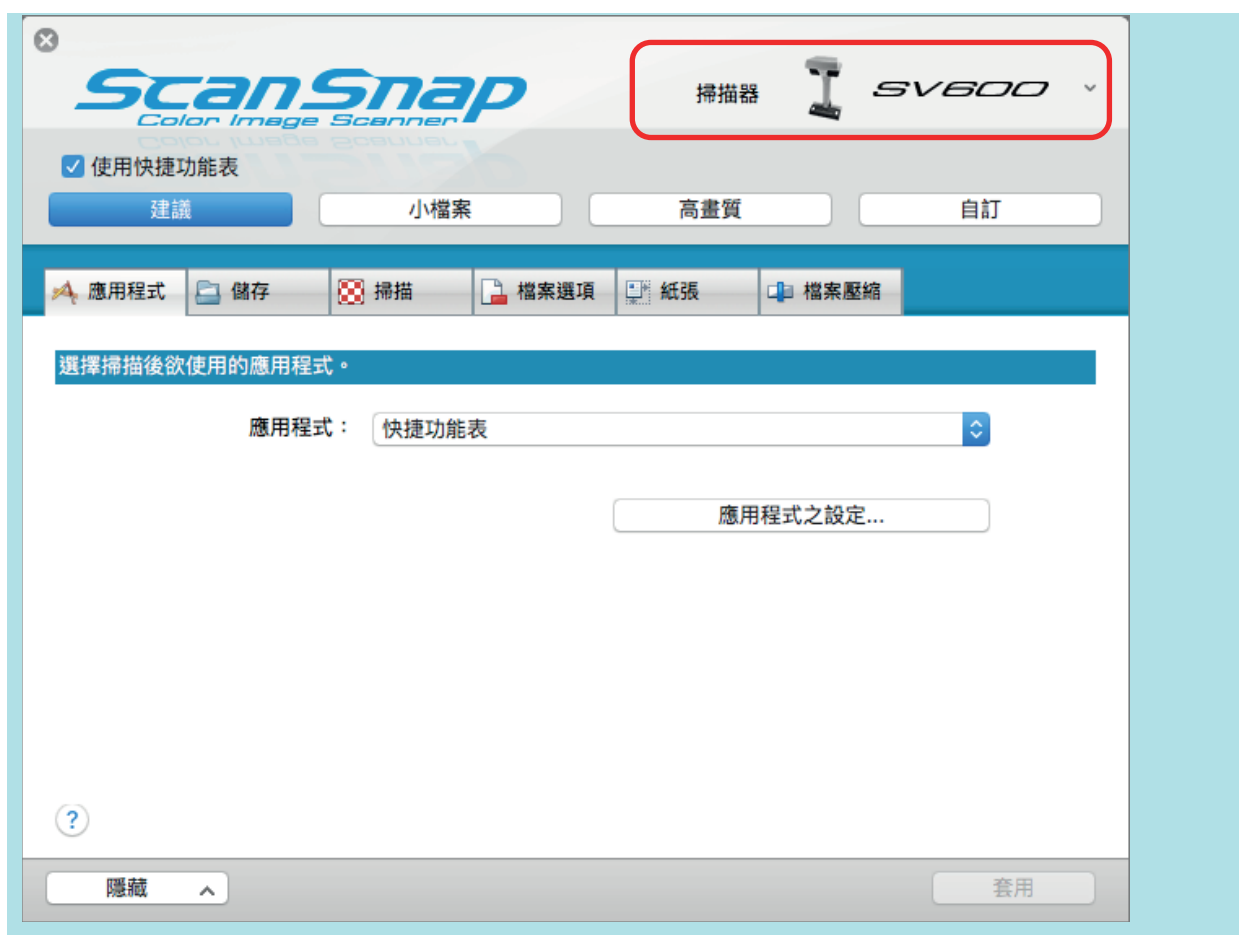 ScanSnap
Color Image Scanner
掃描器 SV600
使用快捷功能表
建議 小檔案 高畫質 自訂
應用程式 儲存 掃描 檔案選項 紙張 檔案壓縮
選擇掃描後欲使用的應用程式。
應用程式： 快捷功能表
應用程式之設定...
?
隱藏 套用